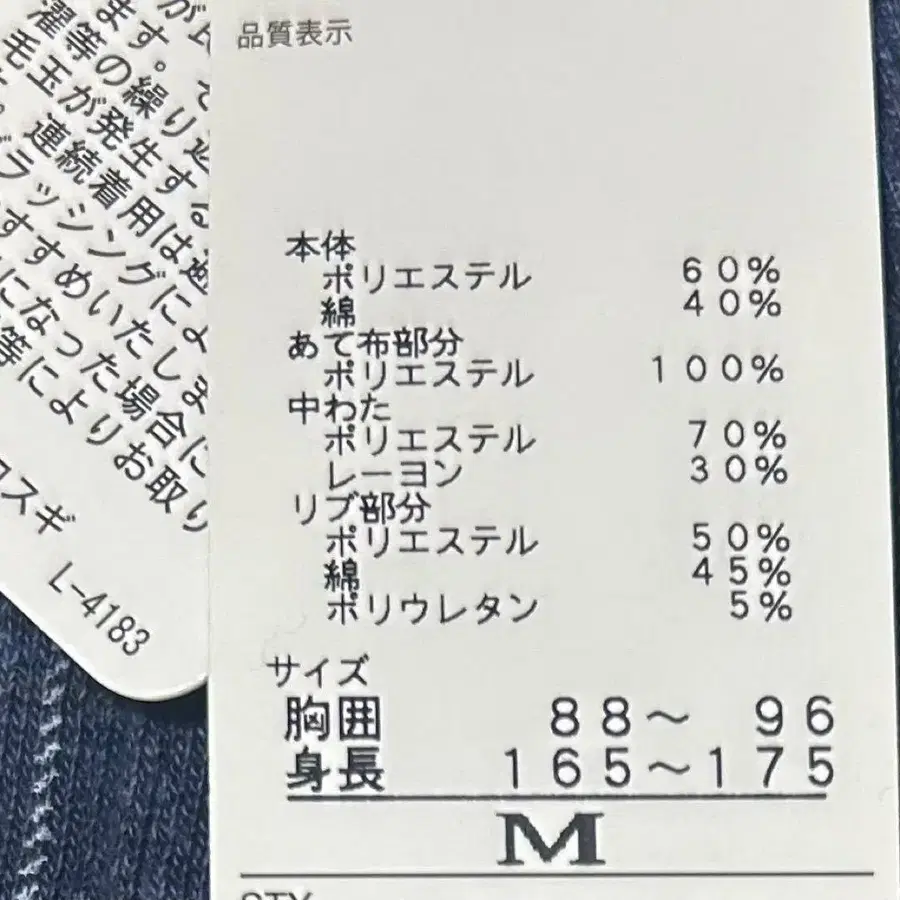 品質表示
本体
ポリエステル 60%
綿 40%
あて布部分
ポリエステル 100%
中わた
ポリエステル 70%
レーヨン 30%
リブ部分
ポリエステル 50%
綿 45%
ポリウレタン 5%
サイズ
胸囲 88～ 96
身長 165～175
M
ます。
濯等の繰り返
毛玉が発生する
。連続着用は避
ブラッシングによ
すすめいたしま
になった場合に
等によりお取り
コスギ
L-4183